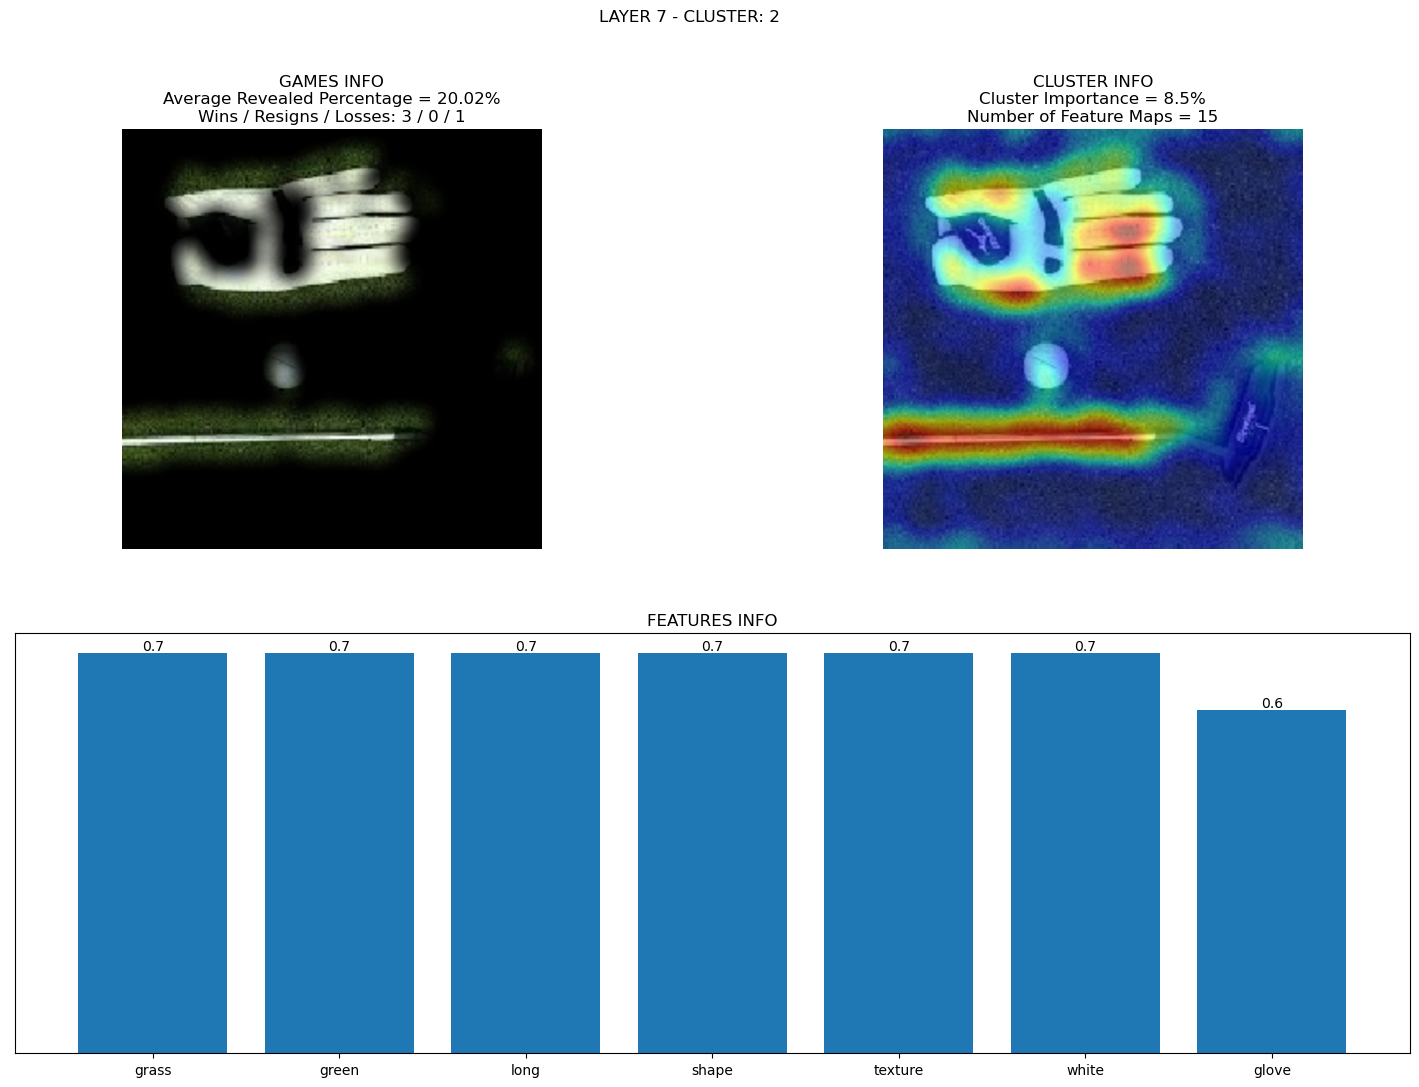 LAYER 7 - CLUSTER: 2
GAMES INFO
Average Revealed Percentage = 20.02%
Wins / Resigns / Losses: 3 / 0 / 1
CLUSTER INFO
Cluster Importance = 8.5%
Number of Feature Maps = 15
FEATURES INFO
0.7 0.7 0.7 0.7 0.7 0.7 0.6
grass green long shape texture white glove